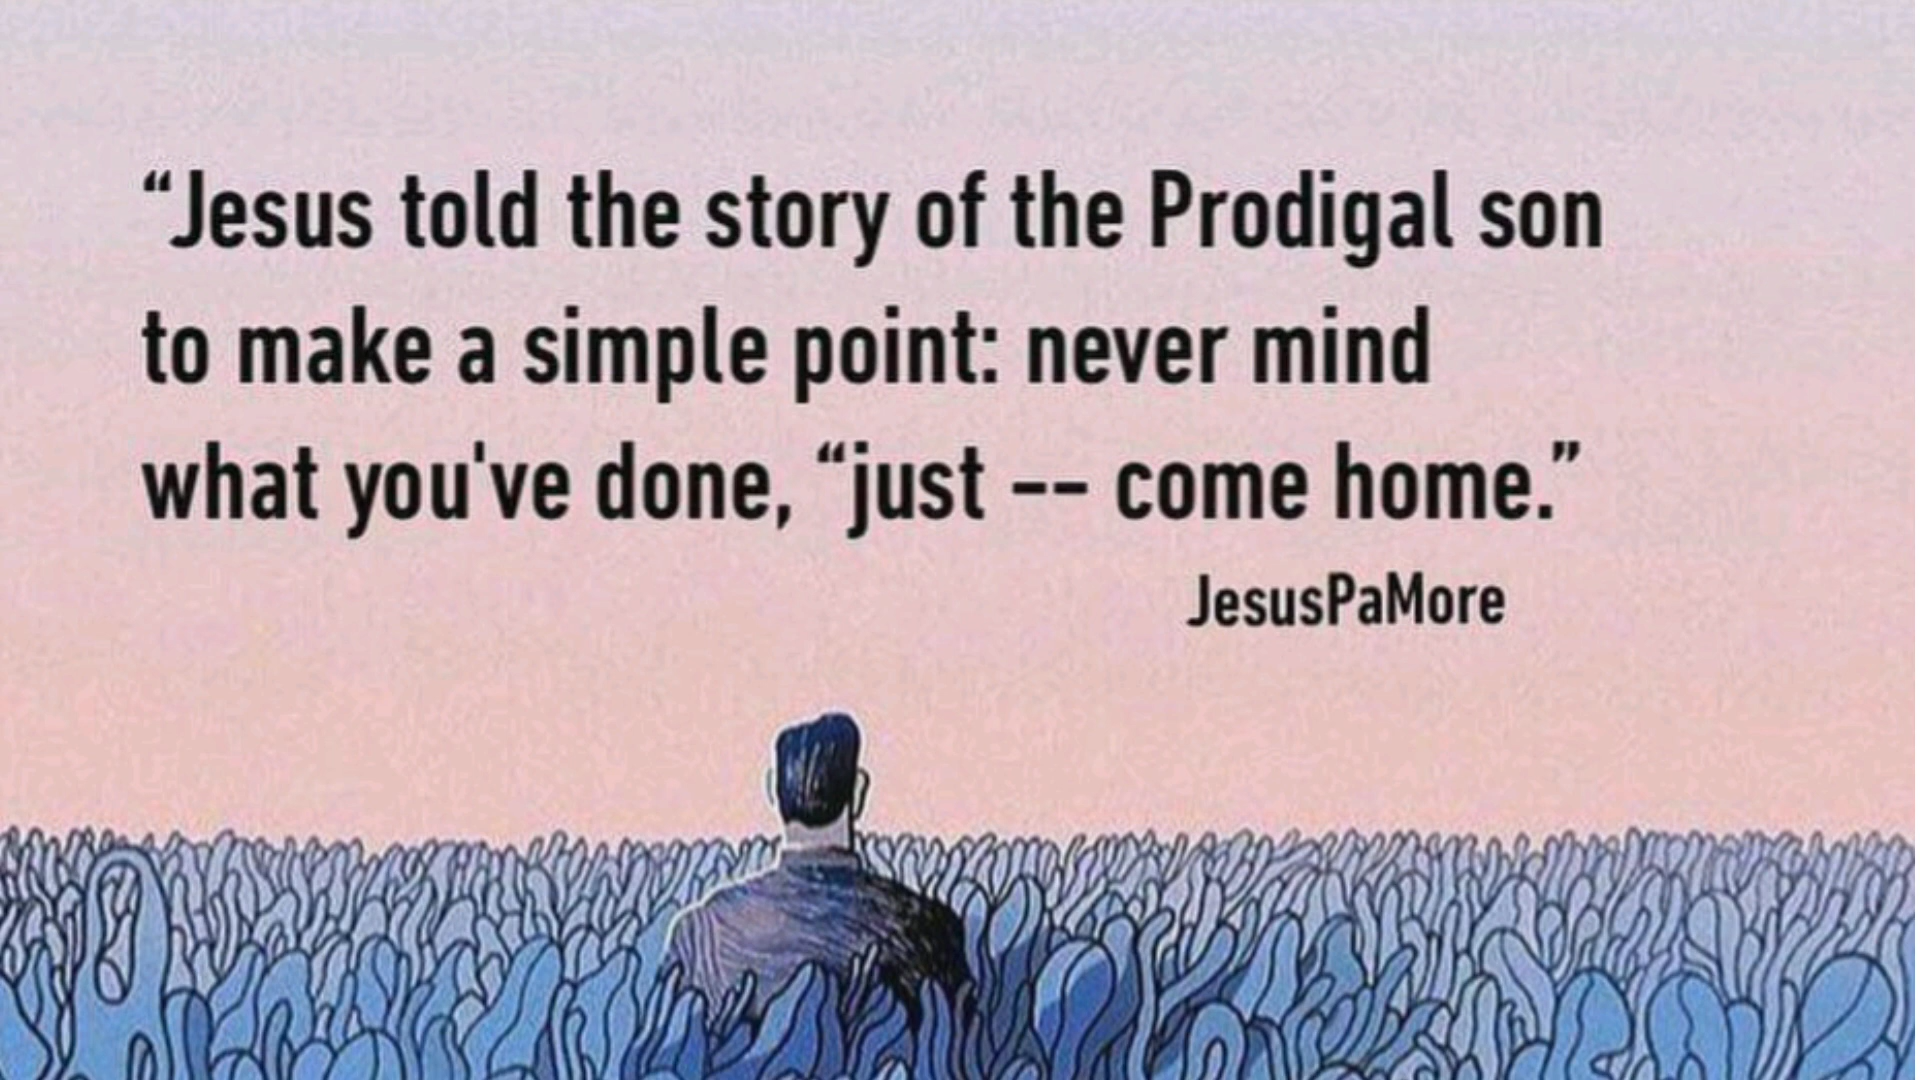 “Jesus told the story of the Prodigal son
to make a simple point: never mind
what you've done, “just -- come home.”
JesusPaMore